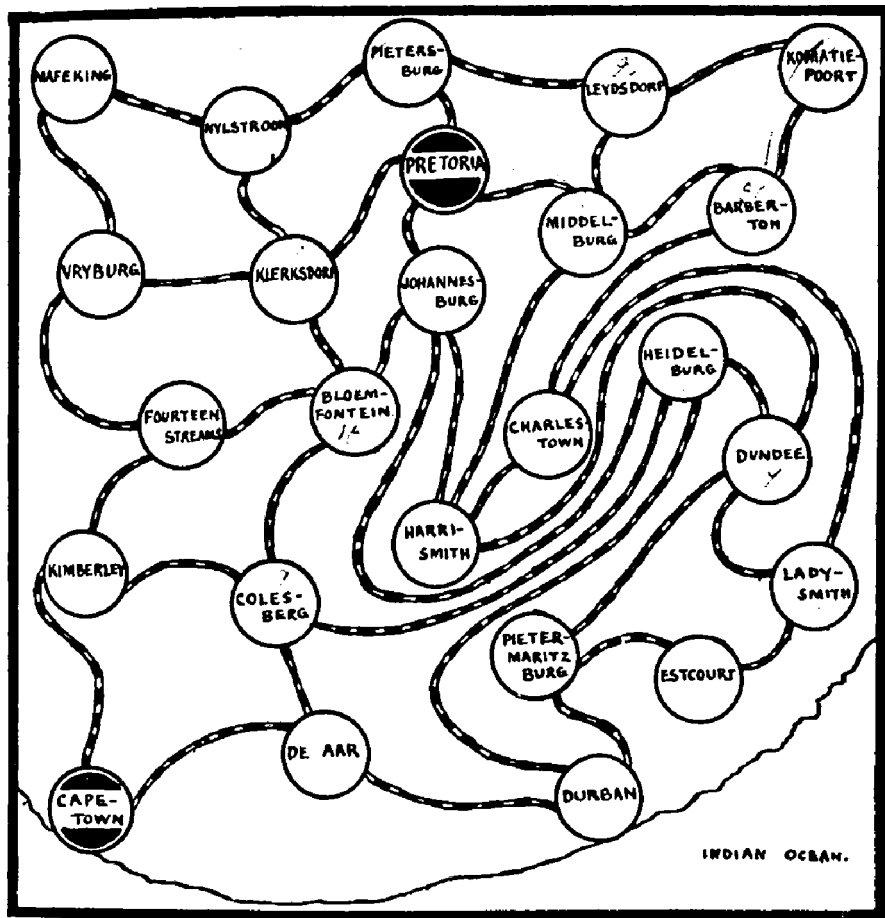 MAFEKING
NYLSTROOM
PIETERS-
BURG
LEYDSDORP
KOMATIE-
POORT
PRETORIA
MIDDEL-
BURG
BARBER-
TON
VRYBURG
KLERKSDORP
JOHANNES-
BURG
HEIDEL-
BURG
FOURTEEN
STREAMS
BLOEM-
FONTEIN
CHARLES-
TOWN
DUNDEE
HARRI-
SMITH
KIMBERLEY
COLES-
BERG
LADY-
SMITH
PIETER-
MARITZ
BURG
ESTCOURT
DE AAR
CAPE-
TOWN
DURBAN
INDIAN OCEAN.